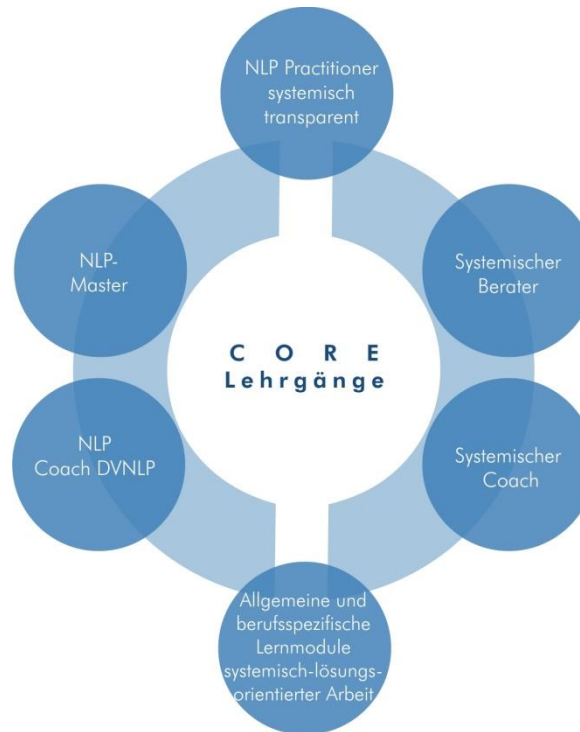 NLP Practitioner
systemisch
transparent
NLP-
Master
Systemischer
Berater
C O R E
Lehrgänge
NLP
Coach DVNLP
Systemischer
Coach
Allgemeine und
berufsspezifische
Lernmodule
systemisch-lösungs-
orientierter Arbeit